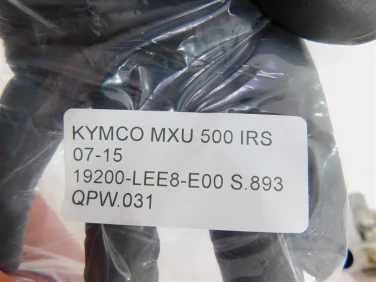 KYMCO MXU 500 IRS
07-15
19200-LEE8-E00 S.893
QPW.031